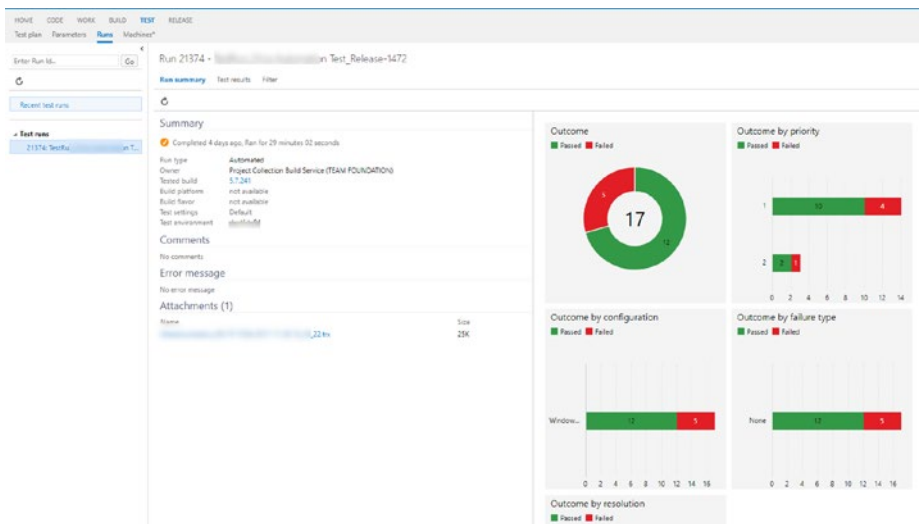 HOME CODE WORK BUILD TEST RELEASE
Test plan Parameters Runs Machines*
Enter Run Id... Go
Recent test runs
Test runs
21374: TestRu n T...
Run 21374 - n Test_Release-1472
Run summary Test results Filter
Summary
Completed 4 days ago, Ran for 29 minutes 02 seconds
Run type Automated
Owner Project Collection Build Service (TEAM FOUNDATION)
Tested build 5.7.241
Build platform not available
Build flavor not available
Test settings Default
Test environment
Comments
No comments
Error message
No error message
Attachments (1)
Name Size
_22.trx 25K
Outcome
Passed Failed
5
17
12
Outcome by priority
Passed Failed
1 10 4
2 2 1
0 2 4 6 8 10 12 14
Outcome by configuration
Passed Failed
Window... 12 5
0 2 4 6 8 10 12 14 16
Outcome by failure type
Passed Failed
None 12 5
0 2 4 6 8 10 12 14 16
Outcome by resolution
Passed Failed